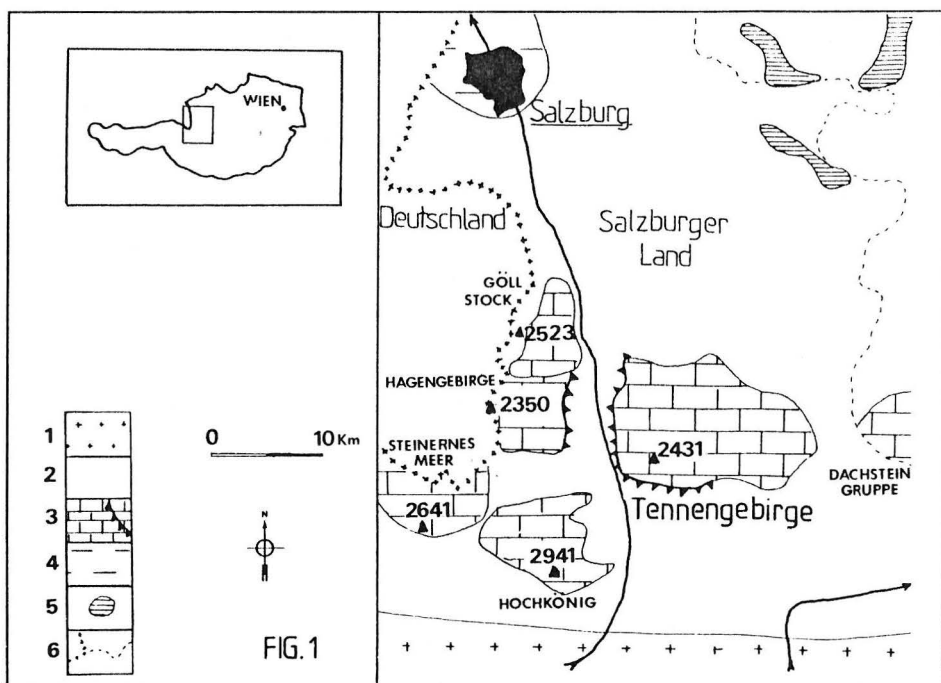 WIEN
1
2
3
4
5
6
0 10 Km
N
FIG.1
Salzburg
Deutschland
Salzburger
Land
GÖLL
STOCK
2523
HAGENGEBIRGE
2350
STEINERNES
MEER
2641
2431
Tennengebirge
DACHSTEIN
GRUPPE
2941
HOCHKÖNIG